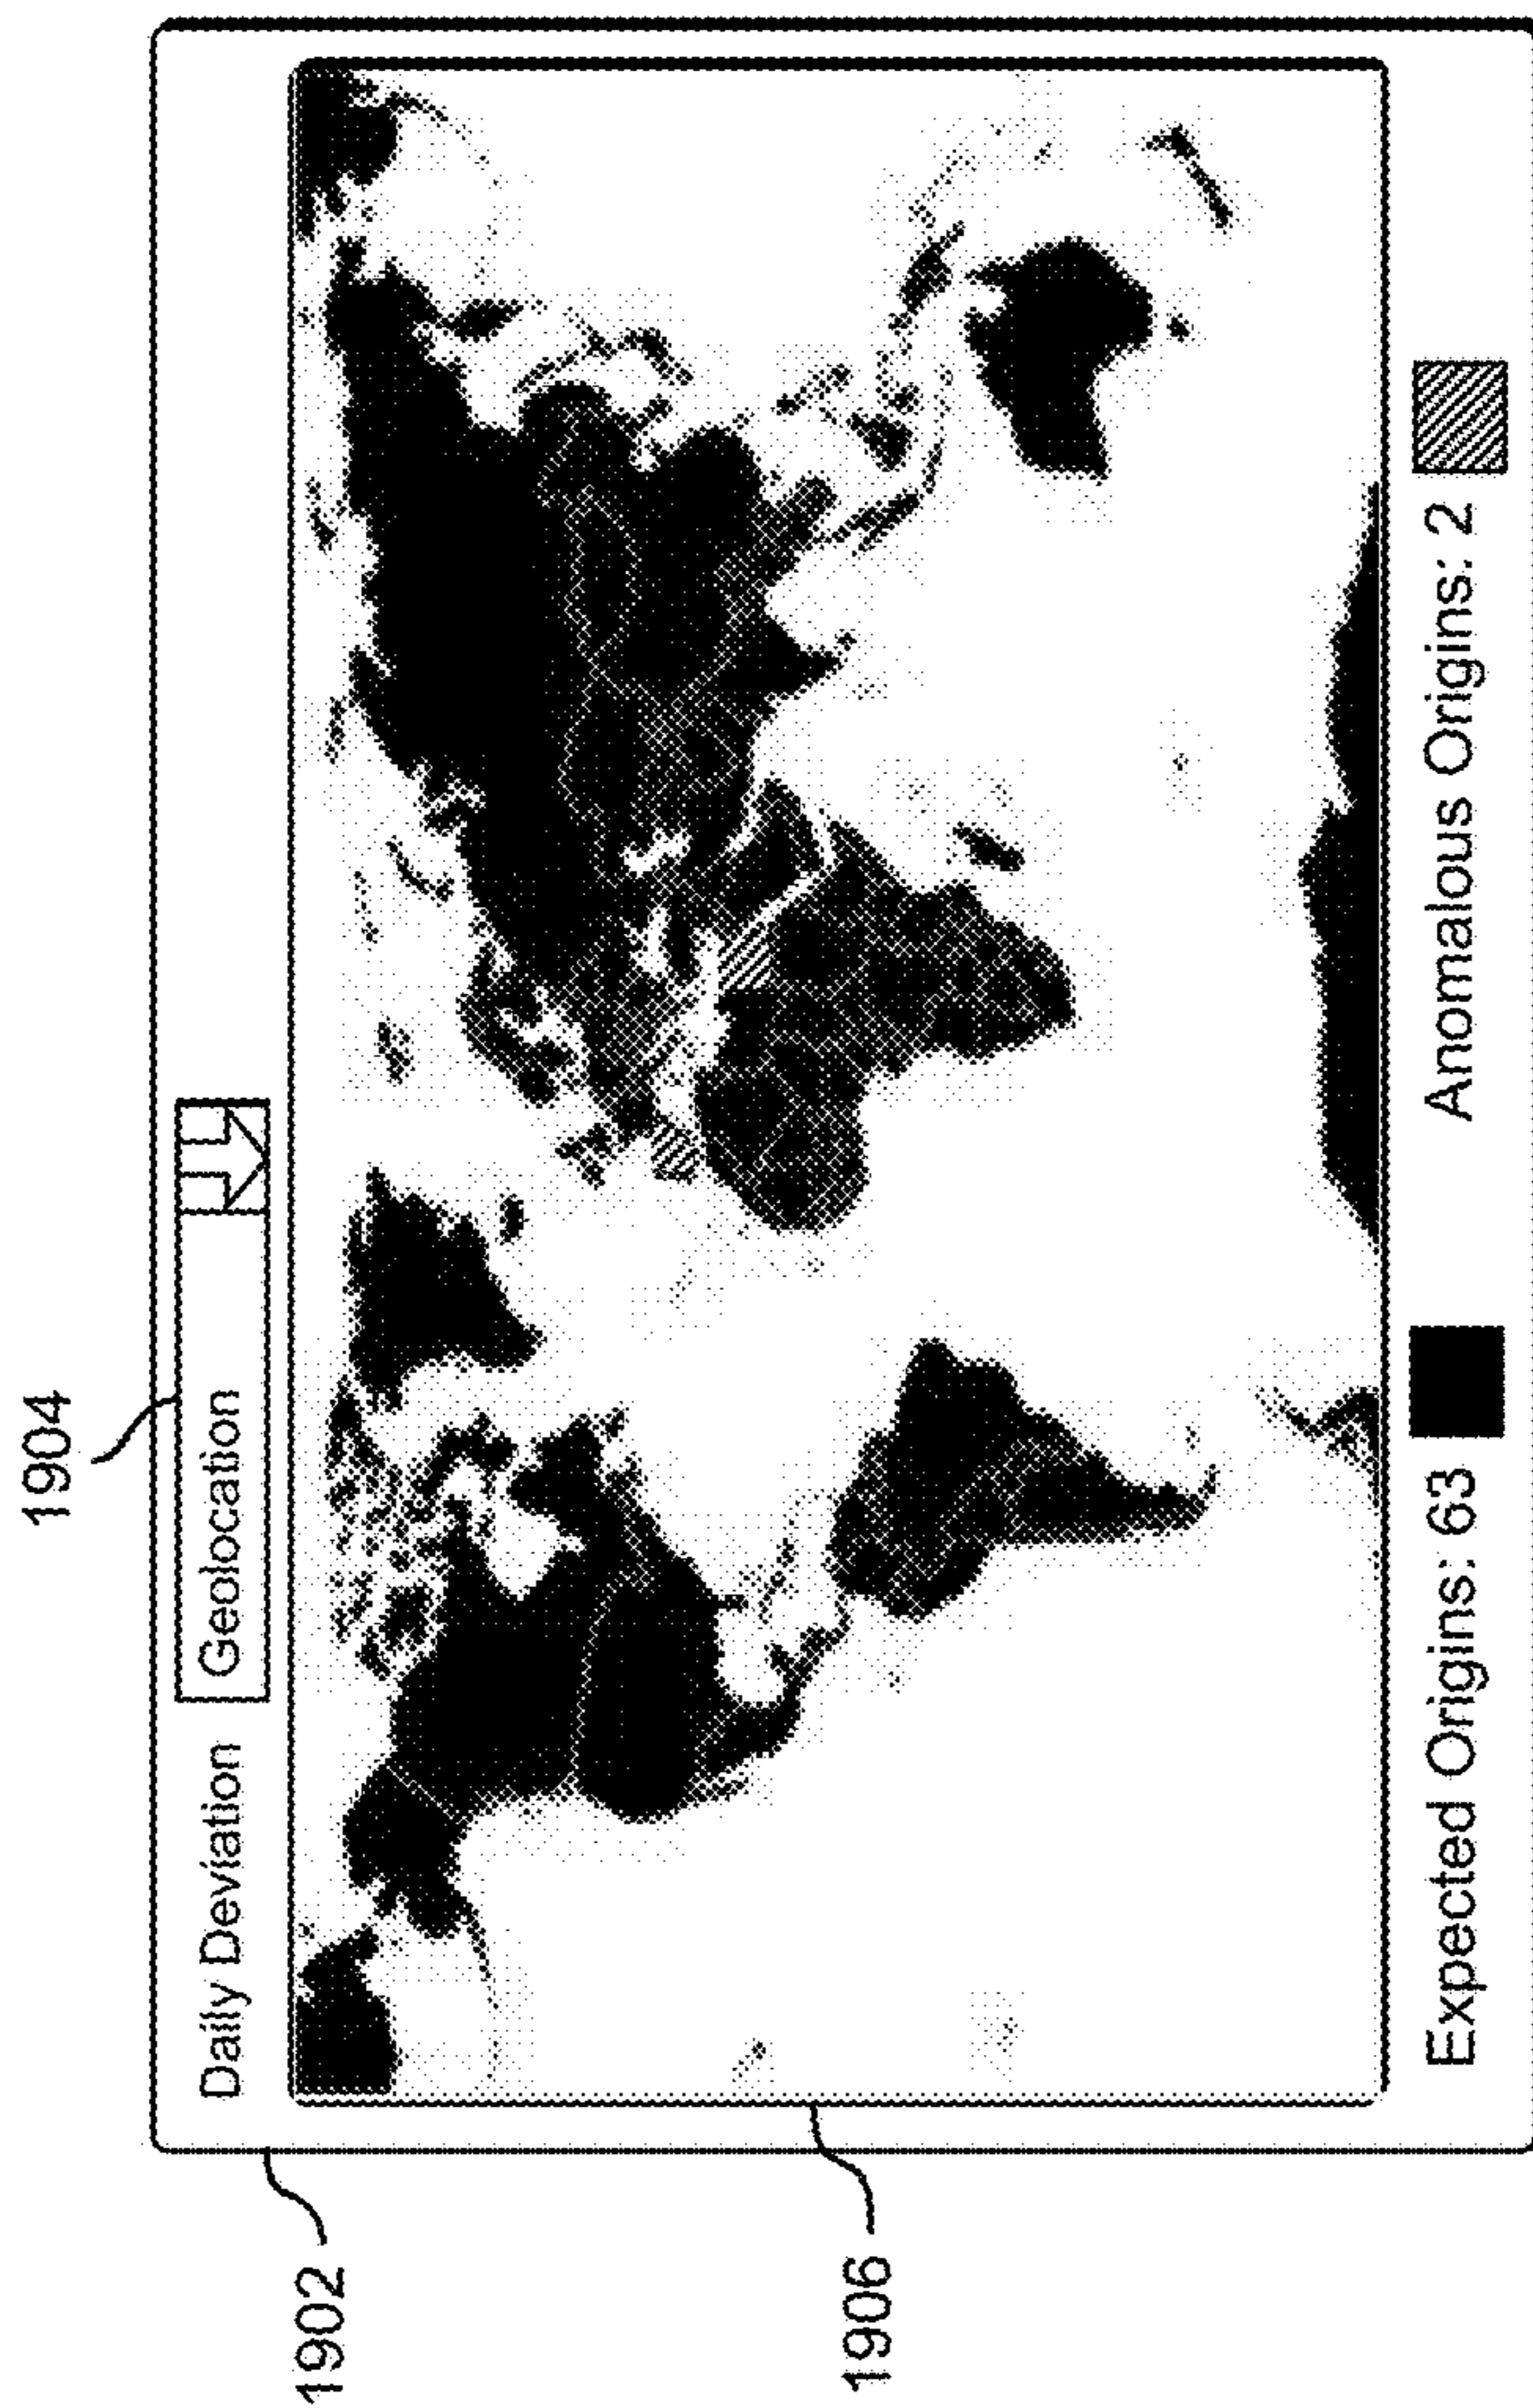 1904
1902
Daily Deviation
Geolocation
1906
Expected Origins: 63
Anomalous Origins: 2